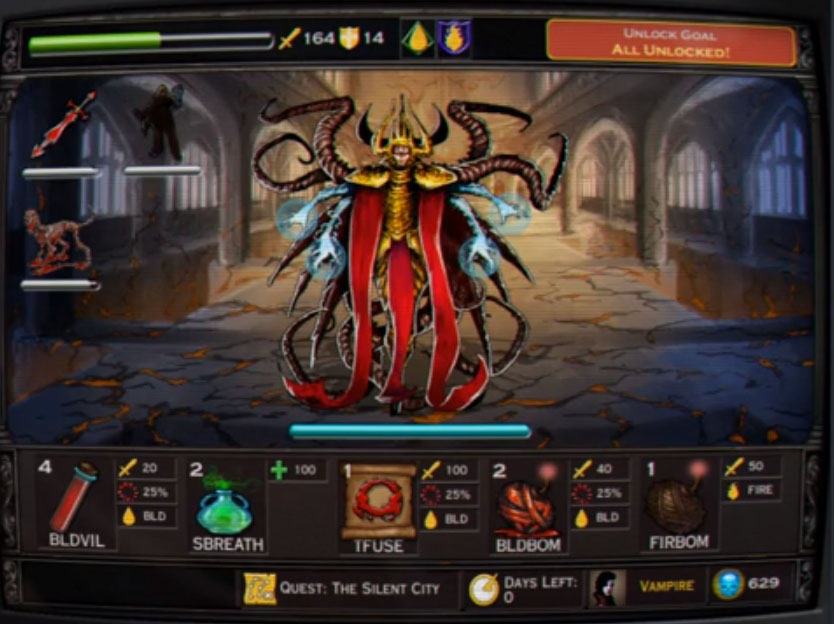 164 14
UNLOCK GOAL
ALL UNLOCKED!
4 20
25%
BLD
BLDVIL
2 100
SBREATH
1 100
25%
BLD
TFUSE
2 40
25%
BLD
BLDBOM
1 50
FIRE
FIRBOM
QUEST: THE SILENT CITY
DAYS LEFT:
0
VAMPIRE
629